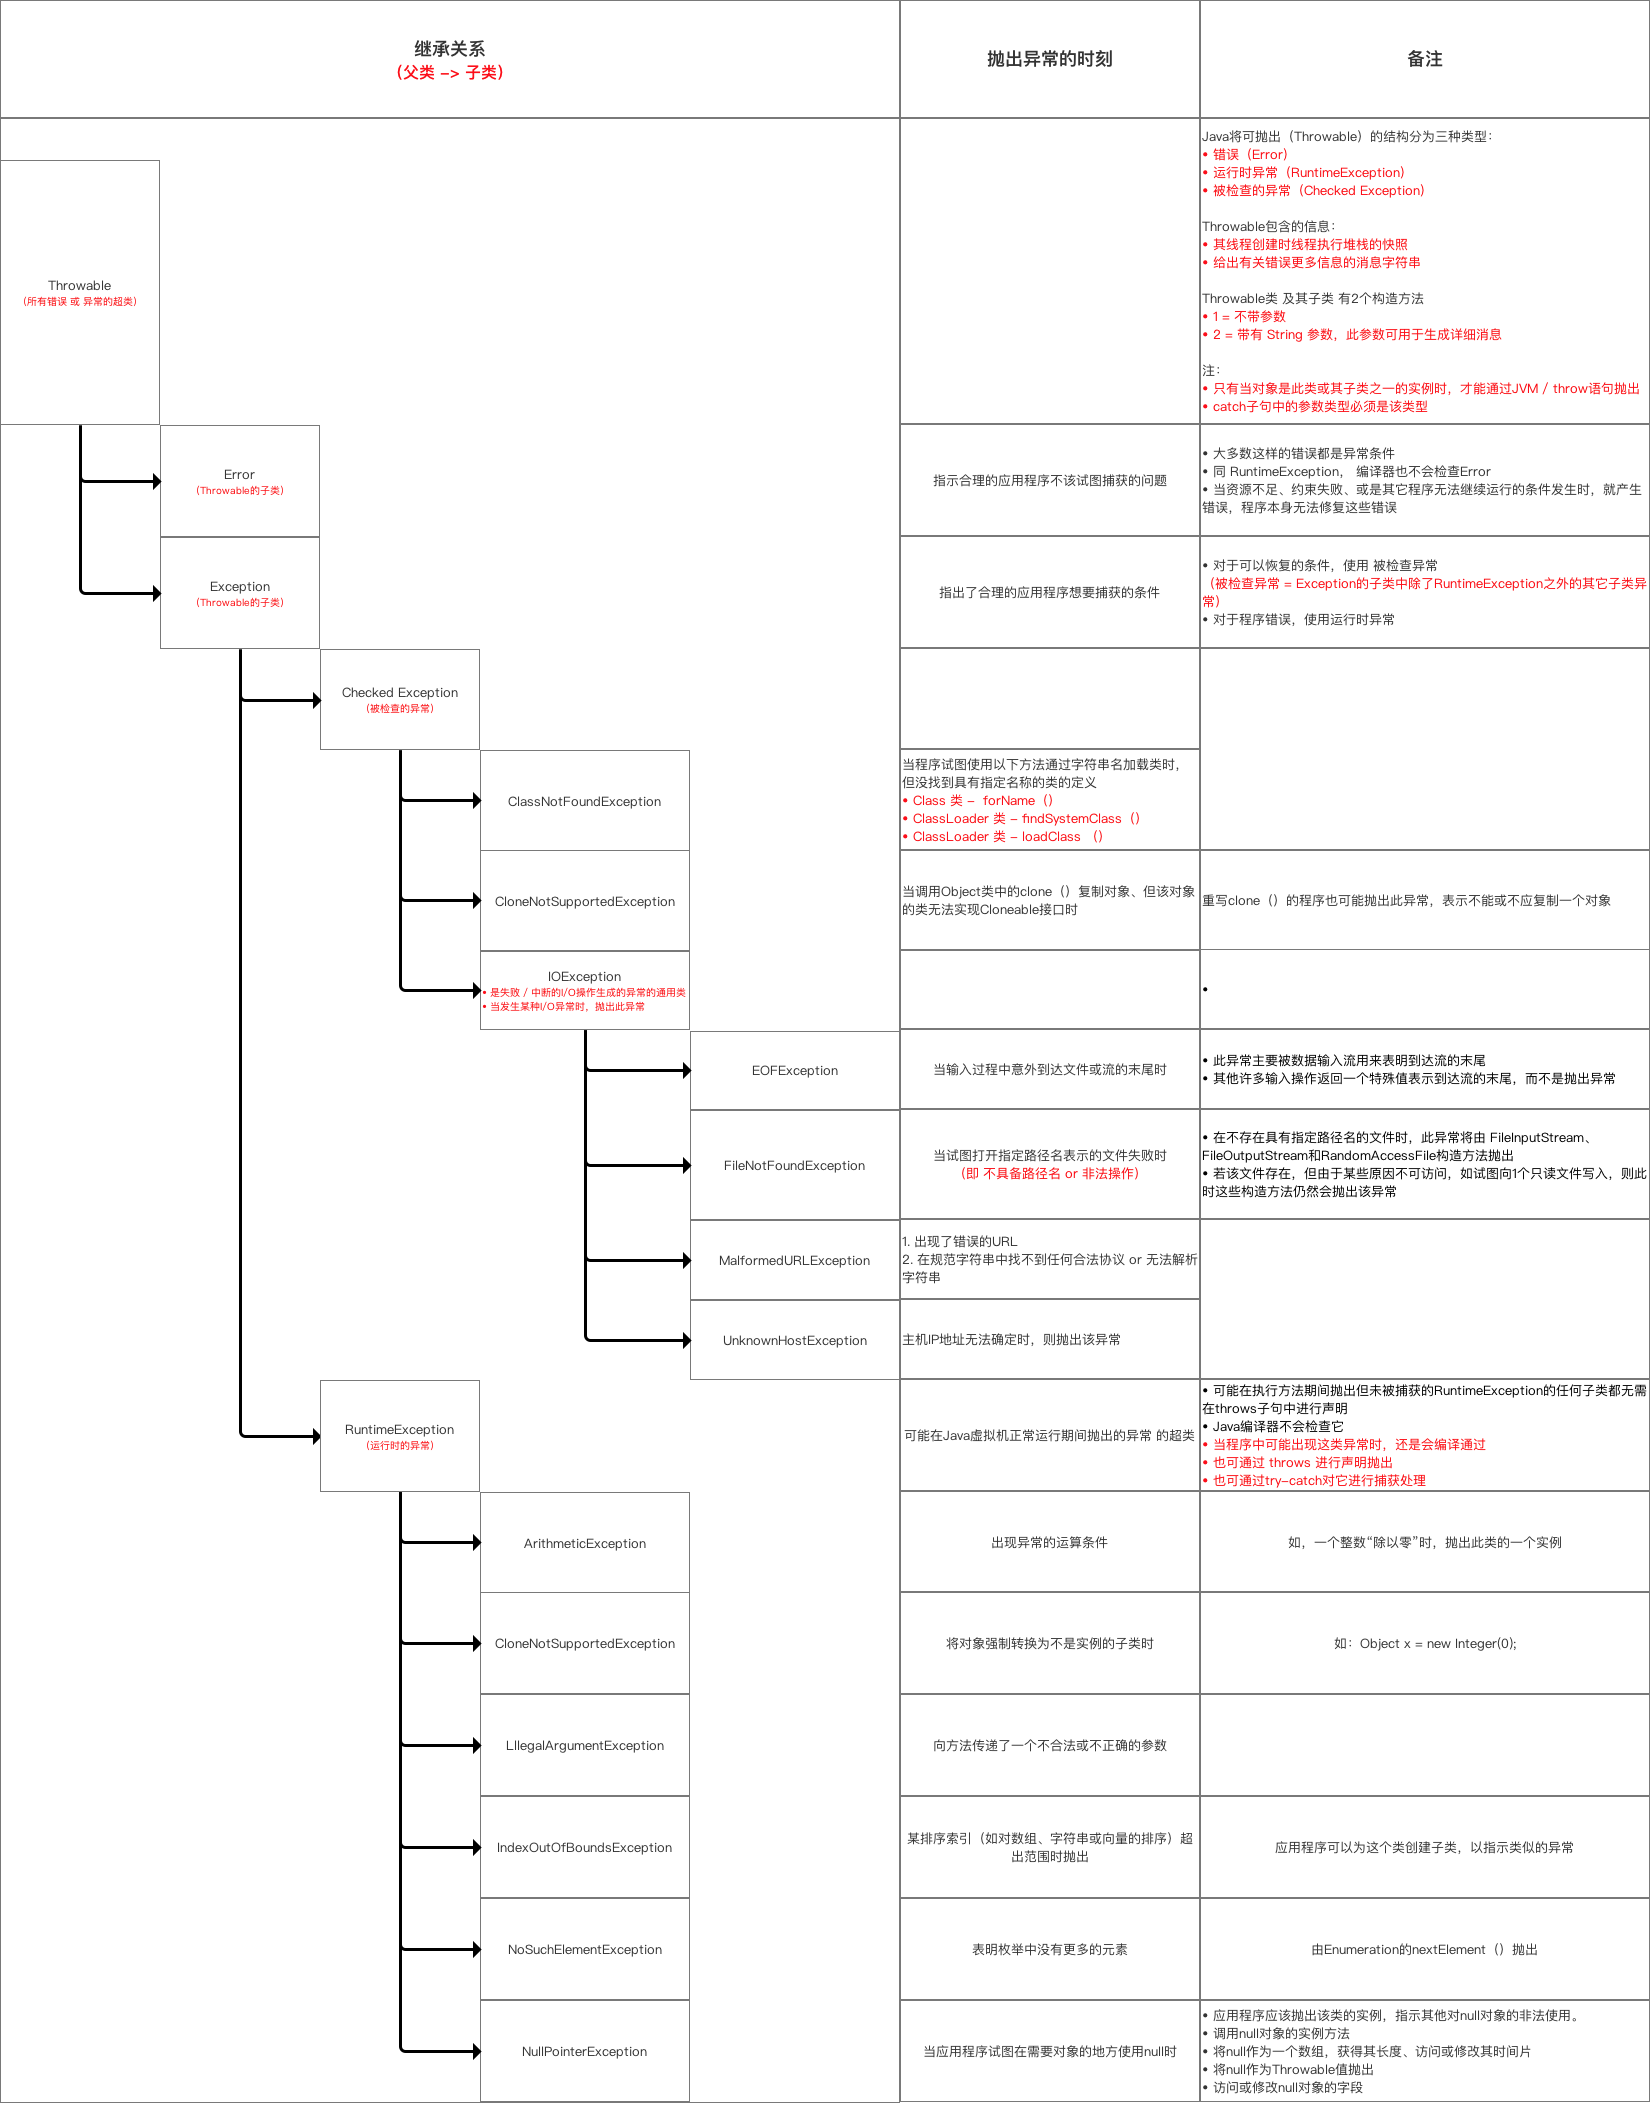 继承关系
（父类 -> 子类）
抛出异常的时刻
备注
Throwable
（所有错误 或 异常的超类）
Java将可抛出（Throwable）的结构分为三种类型：
• 错误（Error）
• 运行时异常（RuntimeException）
• 被检查的异常（Checked Exception）
Throwable包含的信息：
• 其线程创建时线程执行堆栈的快照
• 给出有关错误更多信息的消息字符串
Throwable类 及其子类 有2个构造方法
• 1 = 不带参数
• 2 = 带有 String 参数，此参数可用于生成详细消息
注：
• 只有当对象是此类或其子类之一的实例时，才能通过JVM / throw语句抛出
• catch子句中的参数类型必须是该类型
Error
（Throwable的子类）
指示合理的应用程序不该试图捕获的问题
• 大多数这样的错误都是异常条件
• 同 RuntimeException， 编译器也不会检查Error
• 当资源不足、约束失败、或是其它程序无法继续运行的条件发生时，就产生
错误，程序本身无法修复这些错误
Exception
（Throwable的子类）
指出了合理的应用程序想要捕获的条件
• 对于可以恢复的条件，使用 被检查异常
（被检查异常 = Exception的子类中除了RuntimeException之外的其它子类异
常）
• 对于程序错误，使用运行时异常
Checked Exception
（被检查的异常）
ClassNotFoundException
当程序试图使用以下方法通过字符串名加载类时，
但没找到具有指定名称的类的定义
• Class 类 - forName（）
• ClassLoader 类 - findSystemClass（）
• ClassLoader 类 - loadClass （）
CloneNotSupportedException
当调用Object类中的clone（）复制对象、但该对象
的类无法实现Cloneable接口时
重写clone（）的程序也可能抛出此异常，表示不能或不应复制一个对象
IOException
• 是失败 / 中断的I/O操作生成的异常的通用类
• 当发生某种I/O异常时，抛出此异常
•
EOFException
当输入过程中意外到达文件或流的末尾时
• 此异常主要被数据输入流用来表明到达流的末尾
• 其他许多输入操作返回一个特殊值表示到达流的末尾，而不是抛出异常
FileNotFoundException
当试图打开指定路径名表示的文件失败时
（即 不具备路径名 or 非法操作）
• 在不存在具有指定路径名的文件时，此异常将由 FileInputStream、
FileOutputStream和RandomAccessFile构造方法抛出
• 若该文件存在，但由于某些原因不可访问，如试图向1个只读文件写入，则此
时这些构造方法仍然会抛出该异常
MalformedURLException
1. 出现了错误的URL
2. 在规范字符串中找不到任何合法协议 or 无法解析
字符串
UnknownHostException
主机IP地址无法确定时，则抛出该异常
RuntimeException
（运行时的异常）
可能在Java虚拟机正常运行期间抛出的异常 的超类
• 可能在执行方法期间抛出但未被捕获的RuntimeException的任何子类都无需
在throws子句中进行声明
• Java编译器不会检查它
• 当程序中可能出现这类异常时，还是会编译通过
• 也可通过 throws 进行声明抛出
• 也可通过try-catch对它进行捕获处理
ArithmeticException
出现异常的运算条件
如，一个整数“除以零”时，抛出此类的一个实例
CloneNotSupportedException
将对象强制转换为不是实例的子类时
如：Object x = new Integer(0);
LIlegalArgumentException
向方法传递了一个不合法或不正确的参数
IndexOutOfBoundsException
某排序索引（如对数组、字符串或向量的排序）超
出范围时抛出
应用程序可以为这个类创建子类，以指示类似的异常
NoSuchElementException
表明枚举中没有更多的元素
由Enumeration的nextElement（）抛出
NullPointerException
当应用程序试图在需要对象的地方使用null时
• 应用程序应该抛出该类的实例，指示其他对null对象的非法使用。
• 调用null对象的实例方法
• 将null作为一个数组，获得其长度、访问或修改其时间片
• 将null作为Throwable值抛出
• 访问或修改null对象的字段